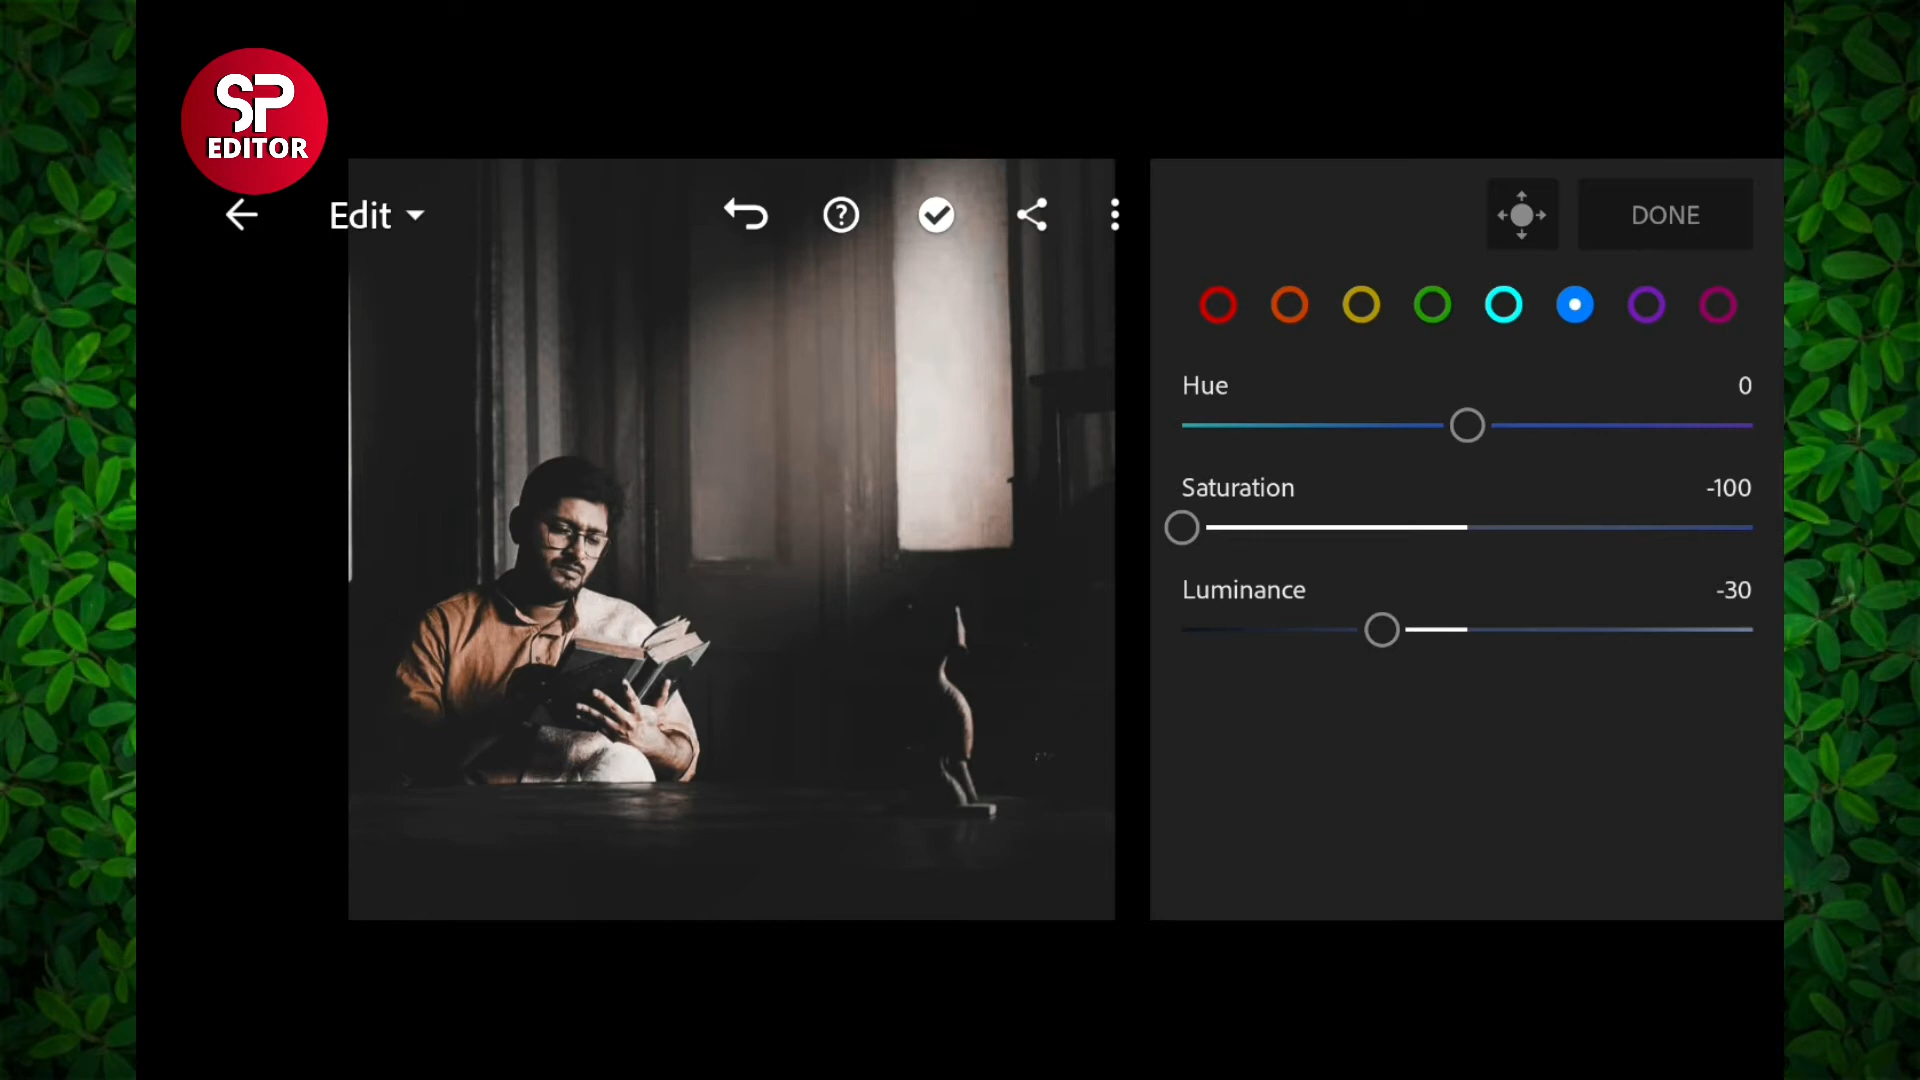 SP
EDITOR
Edit
DONE
Hue 0
Saturation -100
Luminance -30